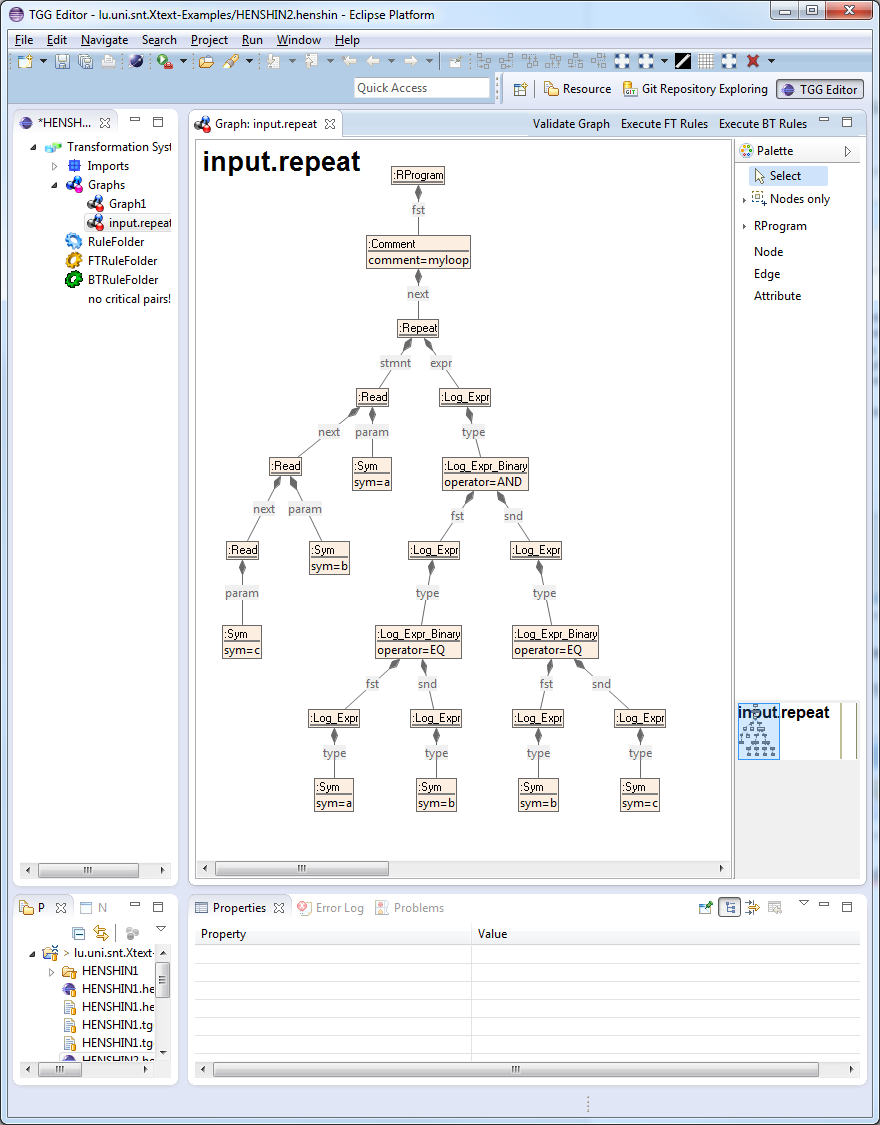 TGG Editor - lu.uni.snt.Xtext-Examples/HENSHIN2.henshin - Eclipse Platform
File Edit Navigate Search Project Run Window Help
Quick Access
Resource Git Repository Exploring TGG Editor
*HENSH...
Transformation Syst
Imports
Graphs
Graph1
input.repeat
RuleFolder
FTRuleFolder
BTRuleFolder
no critical pairs!
Graph: input.repeat Validate Graph Execute FT Rules Execute BT Rules
input.repeat
:RProgram
fst
:Comment
comment=myloop
next
:Repeat
stmnt expr
:Read :Log_Expr
next param type
:Read :Sym :Log_Expr_Binary
sym=a operator=AND
next param fst snd
:Read :Sym :Log_Expr :Log_Expr
sym=b
param type type
:Sym :Log_Expr_Binary :Log_Expr_Binary
sym=c operator=EQ operator=EQ
fst snd fst snd
:Log_Expr :Log_Expr :Log_Expr :Log_Expr
type type type type
:Sym :Sym :Sym :Sym
sym=a sym=b sym=b sym=c
Palette
Select
Nodes only
RProgram
Node
Edge
Attribute
input.repeat
P N
> lu.uni.snt.Xtext-
HENSHIN1
HENSHIN1.he
HENSHIN1.he
HENSHIN1.tg
HENSHIN1.tg
HENSHIN2.he
Properties Error Log Problems
Property Value